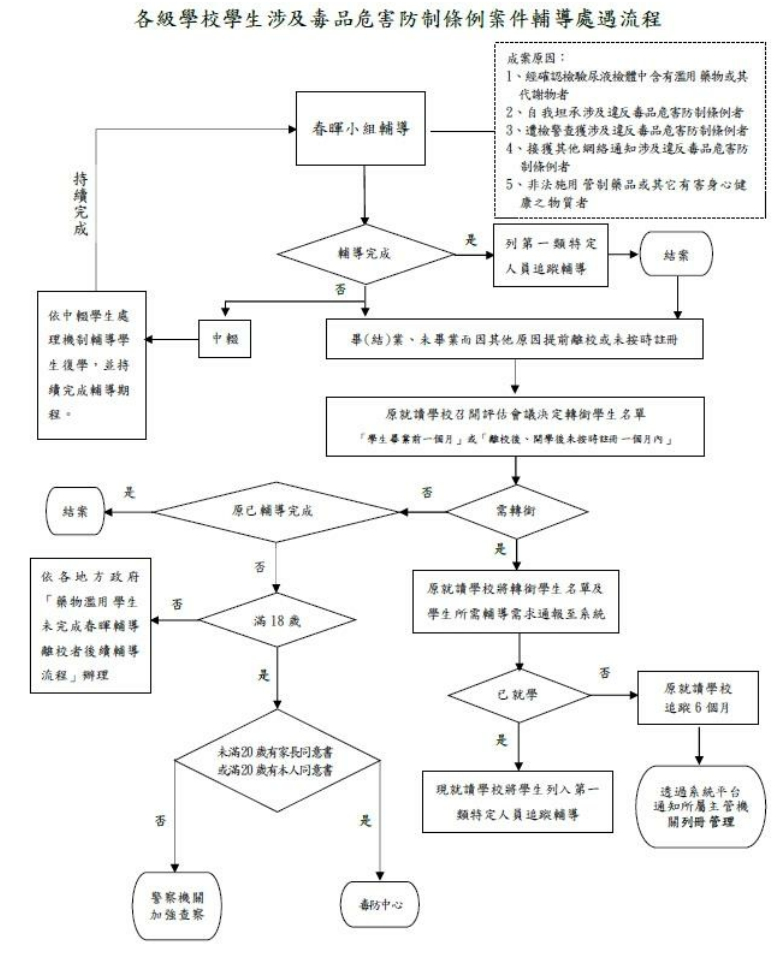 各級學校學生涉及毒品危害防制條例案件輔導處遇流程
成案原因：
1、經確認檢驗尿液檢體中含有濫用藥物或其
代謝物者
2、自我坦承涉及違反毒品危害防制條例者
3、遭檢警查獲涉及違反毒品危害防制條例者
4、接獲其他網絡通知涉及違反毒品危害防
制條例者
5、非法施用管制藥品或其它有害身心健
康之物質者
春暉小組輔導
持續完成
輔導完成
是
列第一類特定
人員追蹤輔導
結案
否
依中輟學生處
理機制輔導學
生復學，並持
續完成輔導期
程。
中輟
畢(結)業、未畢業而因其他原因提前離校或未按時註冊
原就讀學校召開評估會議決定轉銜學生名單
「學生畢業前一個月」或「離校後、開學後未按時註冊一個月內」
結案
是
原已輔導完成
否
需轉銜
是
否
依各地方政府
「藥物濫用學生
未完成春暉輔導
離校者後續輔導
流程」辦理
否
滿18歲
原就讀學校將轉銜學生名單及
學生所需輔導需求通報至系統
是
已就學
否
原就讀學校
追蹤6個月
是
未滿20歲有家長同意書
或滿20歲有本人同意書
現就讀學校將學生列入第一
類特定人員追蹤輔導
透過系統平台
通知所屬主管機
關列冊管理
否
是
警察機關
加強查察
毒防中心